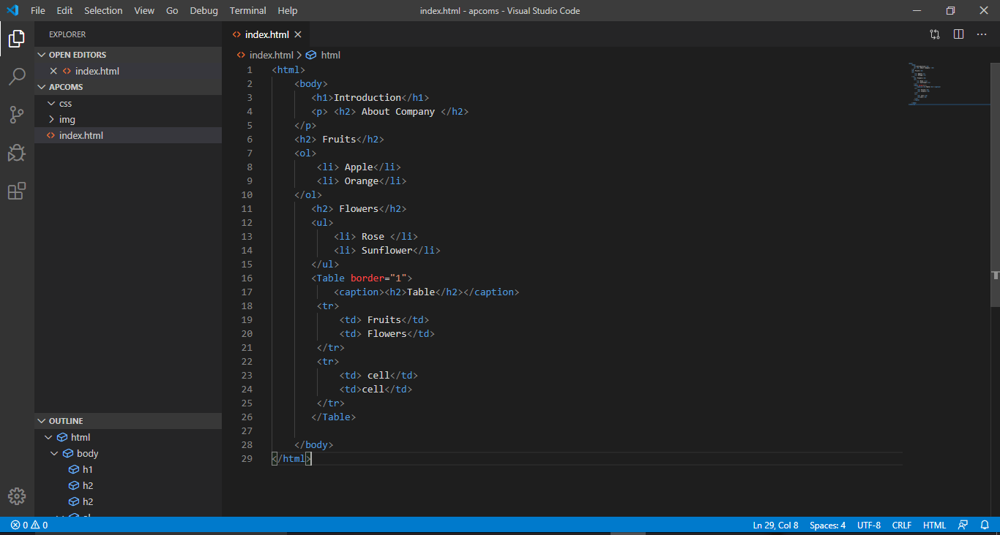 File Edit Selection View Go Debug Terminal Help index.html - apcoms - Visual Studio Code
EXPLORER
OPEN EDITORS
index.html
APCOMS
css
img
index.html
OUTLINE
html
body
h1
h2
h2
index.html
index.html > html
1 <html>
2 <body>
3 <h1>Introduction</h1>
4 <p> <h2> About Company </h2>
5 </p>
6 <h2> Fruits</h2>
7 <ol>
8 <li> Apple</li>
9 <li> Orange</li>
10 </ol>
11 <h2> Flowers</h2>
12 <ul>
13 <li> Rose </li>
14 <li> Sunflower</li>
15 </ul>
16 <Table border="1">
17 <caption><h2>Table</h2></caption>
18 <tr>
19 <td> Fruits</td>
20 <td> Flowers</td>
21 </tr>
22 <tr>
23 <td> cell</td>
24 <td>cell</td>
25 </tr>
26 </Table>
27
28 </body>
29 </html>
0 0 Ln 29, Col 8 Spaces: 4 UTF-8 CRLF HTML